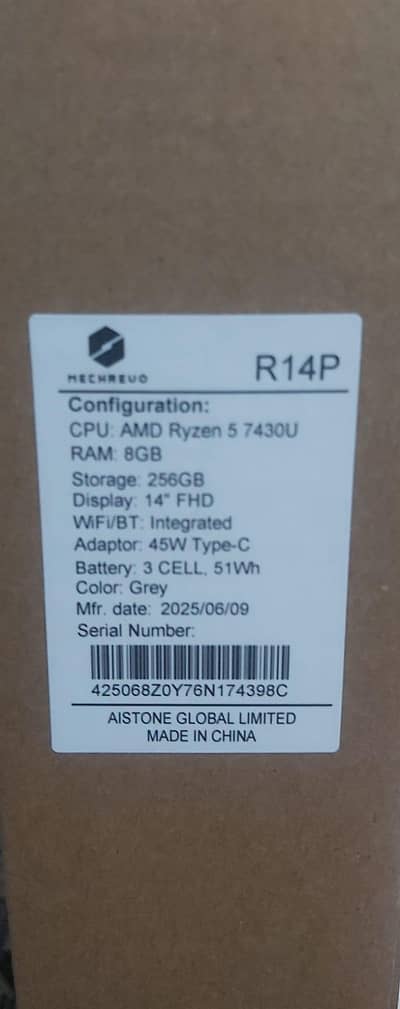 MECHREVO
R14P
Configuration:
CPU: AMD Ryzen 5 7430U
RAM: 8GB
Storage: 256GB
Display: 14" FHD
WiFi/BT: Integrated
Adaptor: 45W Type-C
Battery: 3 CELL, 51Wh
Color: Grey
Mfr. date: 2025/06/09
Serial Number:
425068Z0Y76N174398C
AISTONE GLOBAL LIMITED
MADE IN CHINA